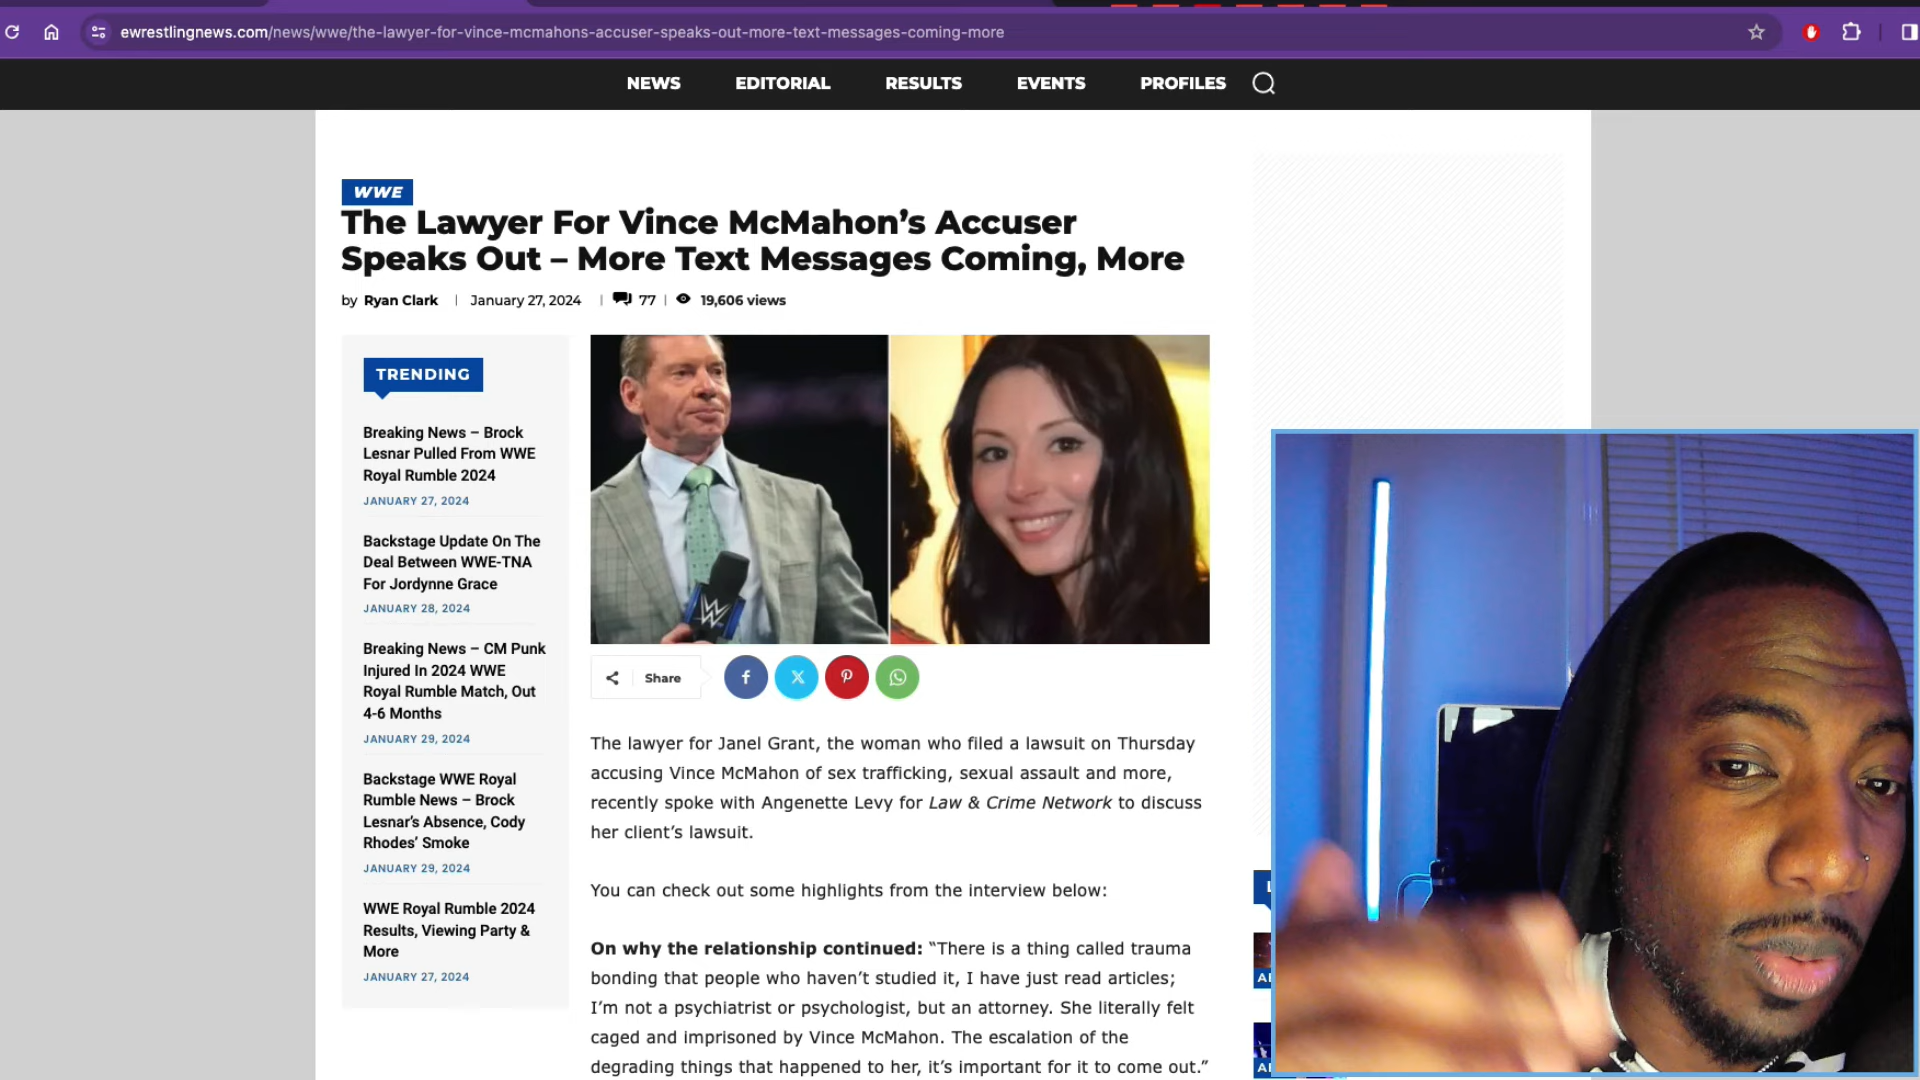 ewrestlingnews.com/news/wwe/the-lawyer-for-vince-mcmahons-accuser-speaks-out-more-text-messages-coming-more
NEWS EDITORIAL RESULTS EVENTS PROFILES
WWE
The Lawyer For Vince McMahon’s Accuser
Speaks Out – More Text Messages Coming, More
by Ryan Clark | January 27, 2024 | 77 | 19,606 views
TRENDING
Breaking News – Brock
Lesnar Pulled From WWE
Royal Rumble 2024
JANUARY 27, 2024
Backstage Update On The
Deal Between WWE-TNA
For Jordynne Grace
JANUARY 28, 2024
Breaking News – CM Punk
Injured In 2024 WWE
Royal Rumble Match, Out
4-6 Months
JANUARY 29, 2024
Backstage WWE Royal
Rumble News – Brock
Lesnar’s Absence, Cody
Rhodes’ Smoke
JANUARY 29, 2024
WWE Royal Rumble 2024
Results, Viewing Party &
More
JANUARY 27, 2024
W
Share
The lawyer for Janel Grant, the woman who filed a lawsuit on Thursday
accusing Vince McMahon of sex trafficking, sexual assault and more,
recently spoke with Angenette Levy for Law & Crime Network to discuss
her client’s lawsuit.
You can check out some highlights from the interview below:
On why the relationship continued: “There is a thing called trauma
bonding that people who haven’t studied it, I have just read articles;
I’m not a psychiatrist or psychologist, but an attorney. She literally felt
caged and imprisoned by Vince McMahon. The escalation of the
degrading things that happened to her, it’s important for it to come out.”